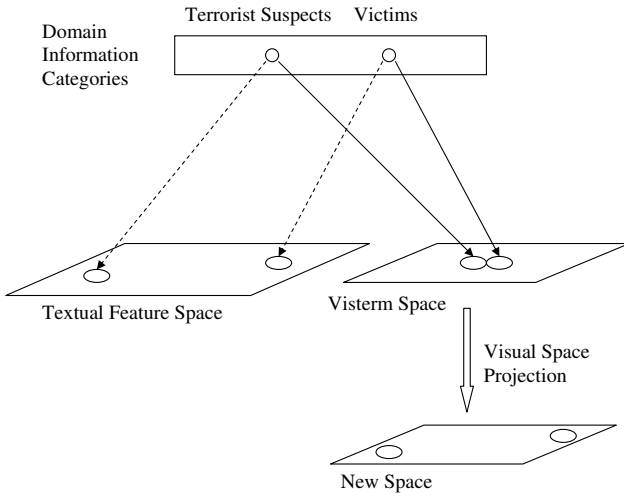 Terrorist Suspects Victims
Domain
Information
Categories
Textual Feature Space
Visterm Space
Visual Space
Projection
New Space